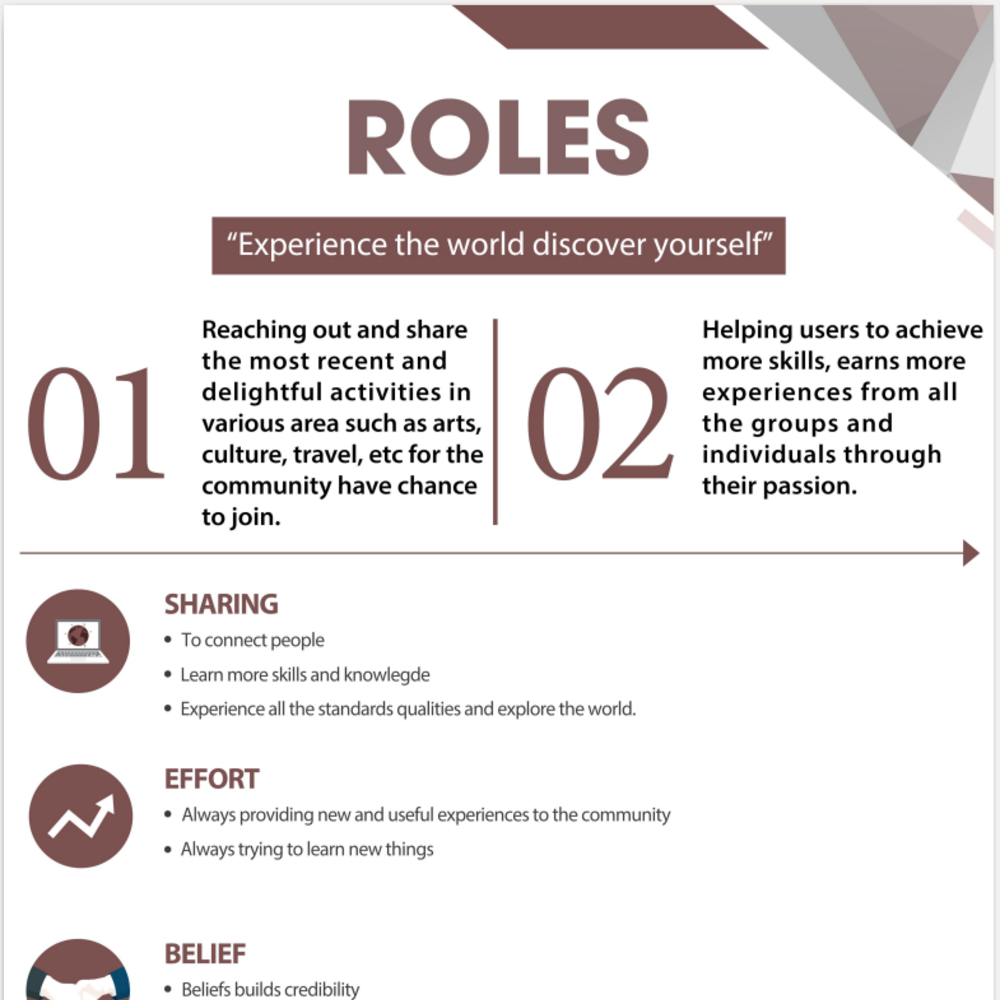 ROLES
“Experience the world discover yourself”
01
Reaching out and share
the most recent and
delightful activities in
various area such as arts,
culture, travel, etc for the
community have chance
to join.
02
Helping users to achieve
more skills, earns more
experiences from all
the groups and
individuals through
their passion.
SHARING
• To connect people
• Learn more skills and knowlegde
• Experience all the standards qualities and explore the world.
EFFORT
• Always providing new and useful experiences to the community
• Always trying to learn new things
BELIEF
• Beliefs builds credibility